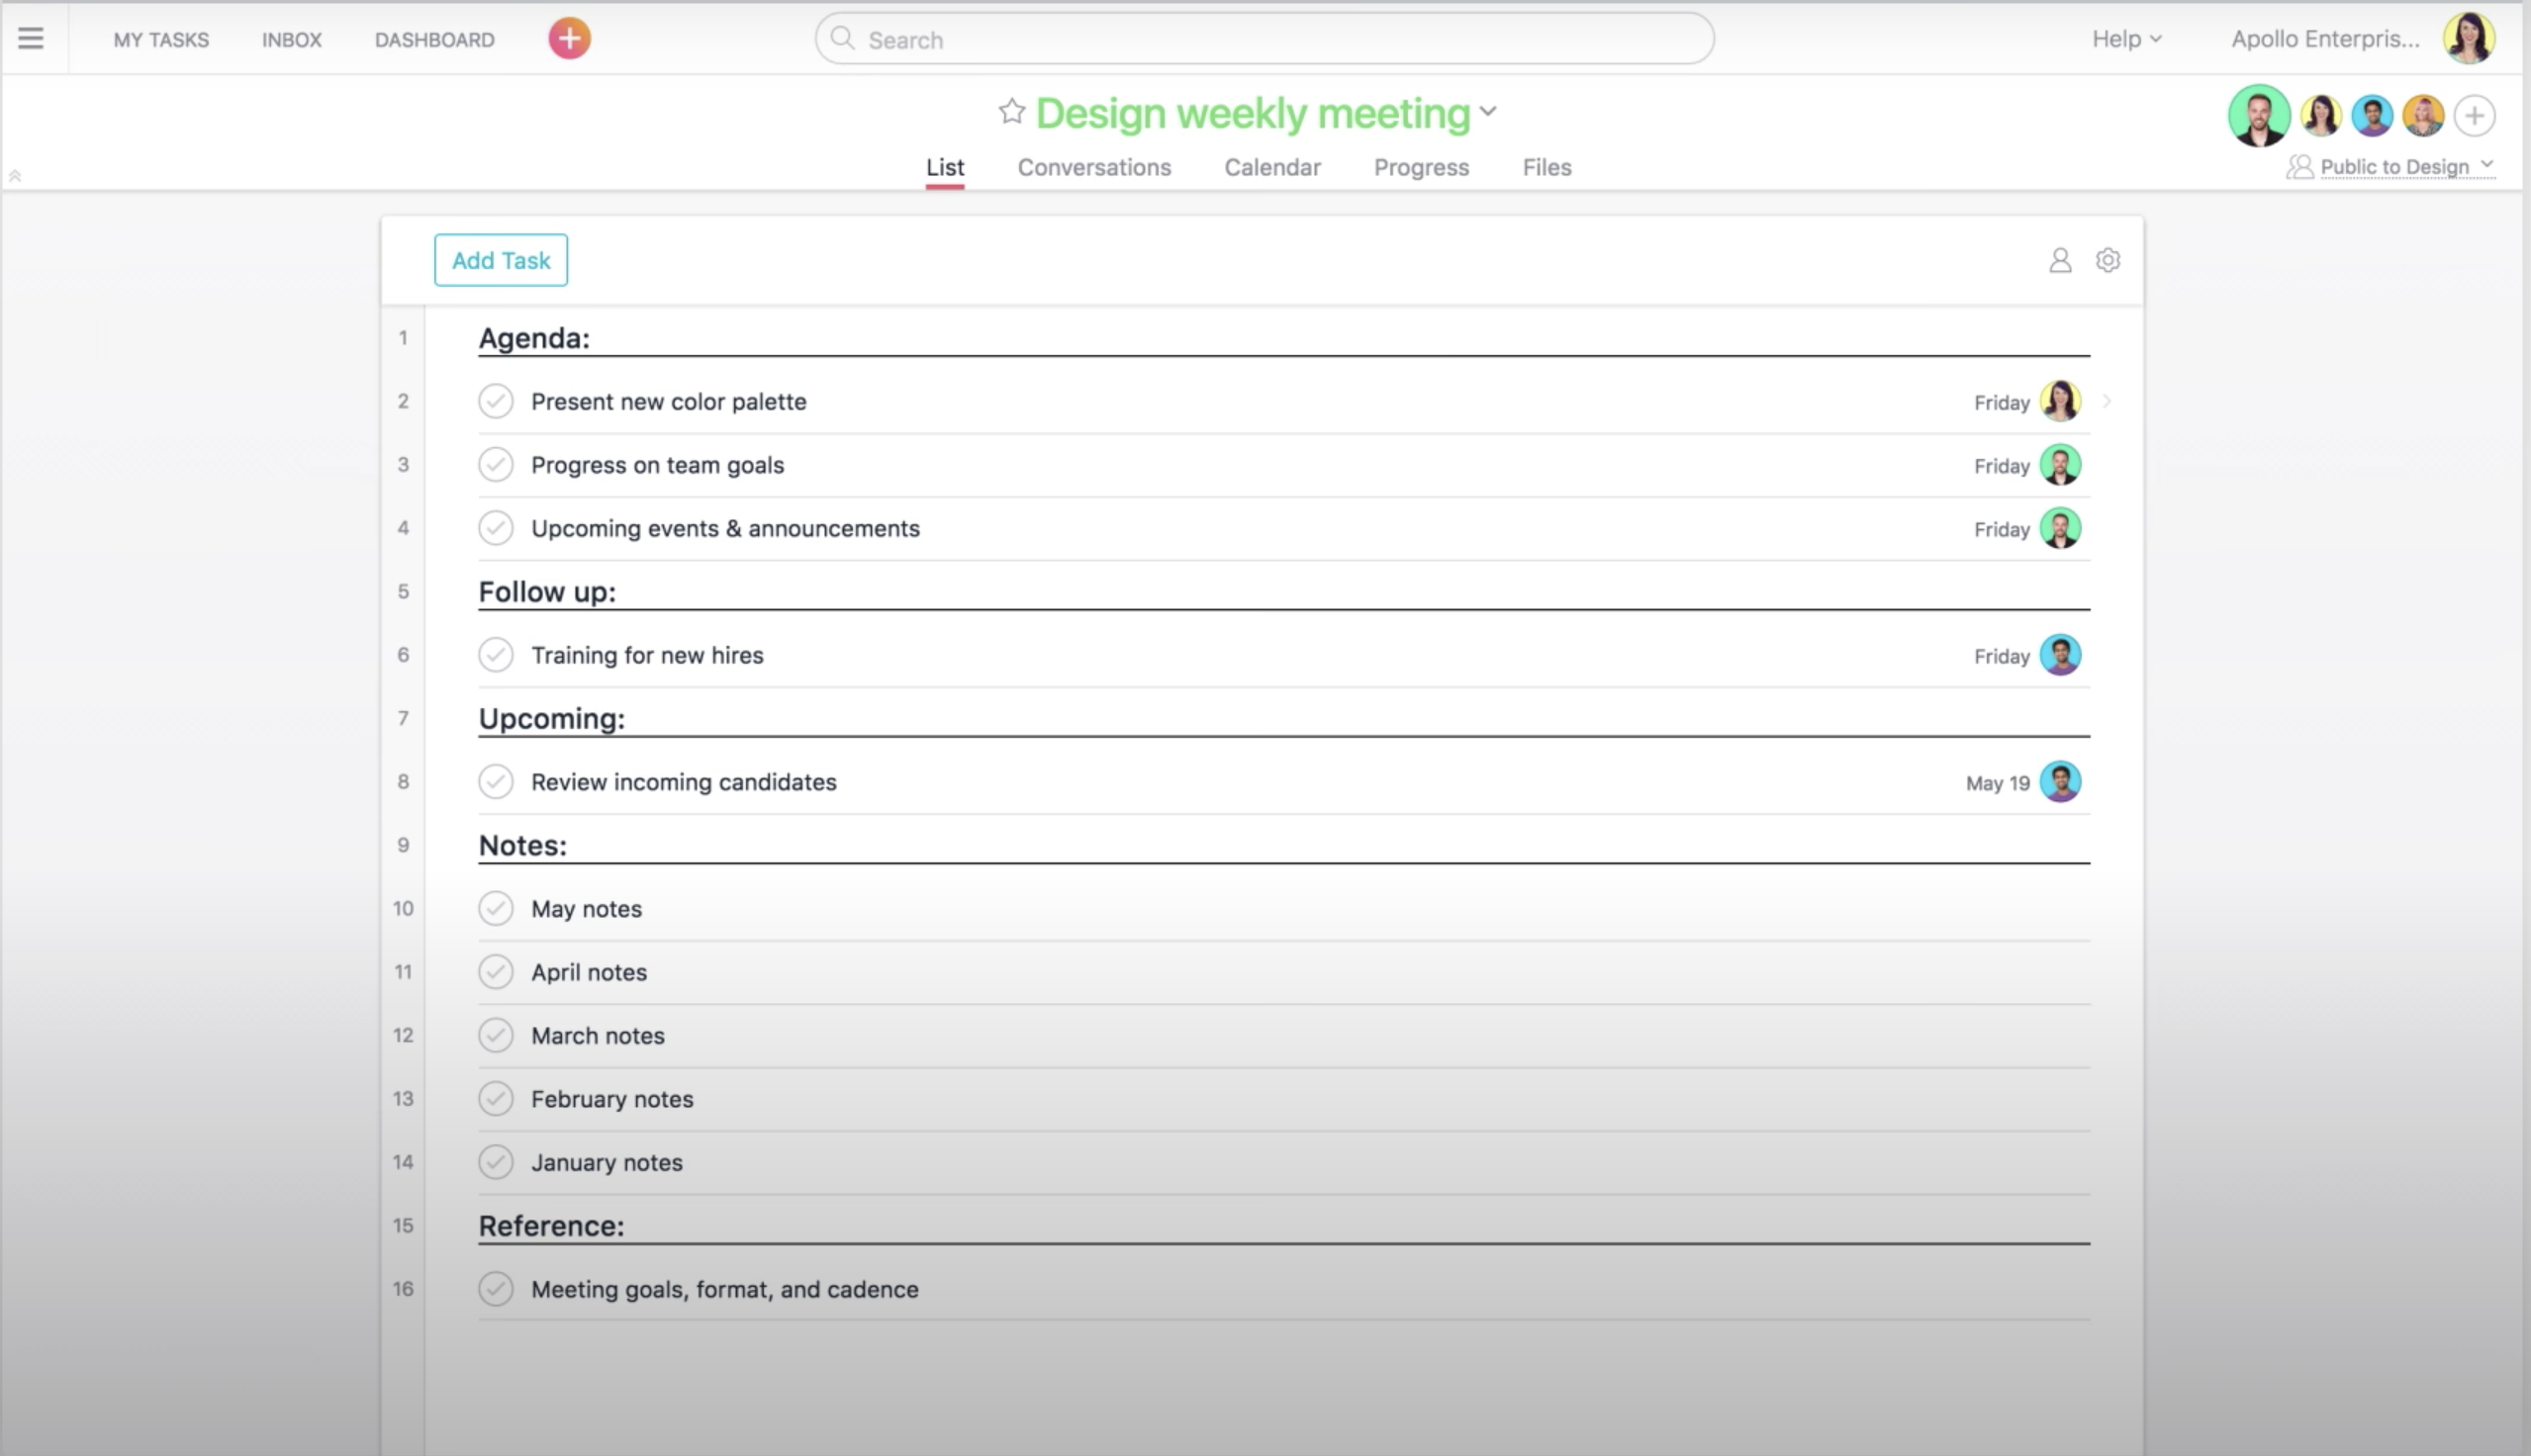 MY TASKS INBOX DASHBOARD Search Help Apollo Enterpris...
Design weekly meeting
List Conversations Calendar Progress Files
Public to Design
Add Task
1 Agenda:
2 Present new color palette Friday
3 Progress on team goals Friday
4 Upcoming events & announcements Friday
5 Follow up:
6 Training for new hires Friday
7 Upcoming:
8 Review incoming candidates May 19
9 Notes:
10 May notes
11 April notes
12 March notes
13 February notes
14 January notes
15 Reference:
16 Meeting goals, format, and cadence